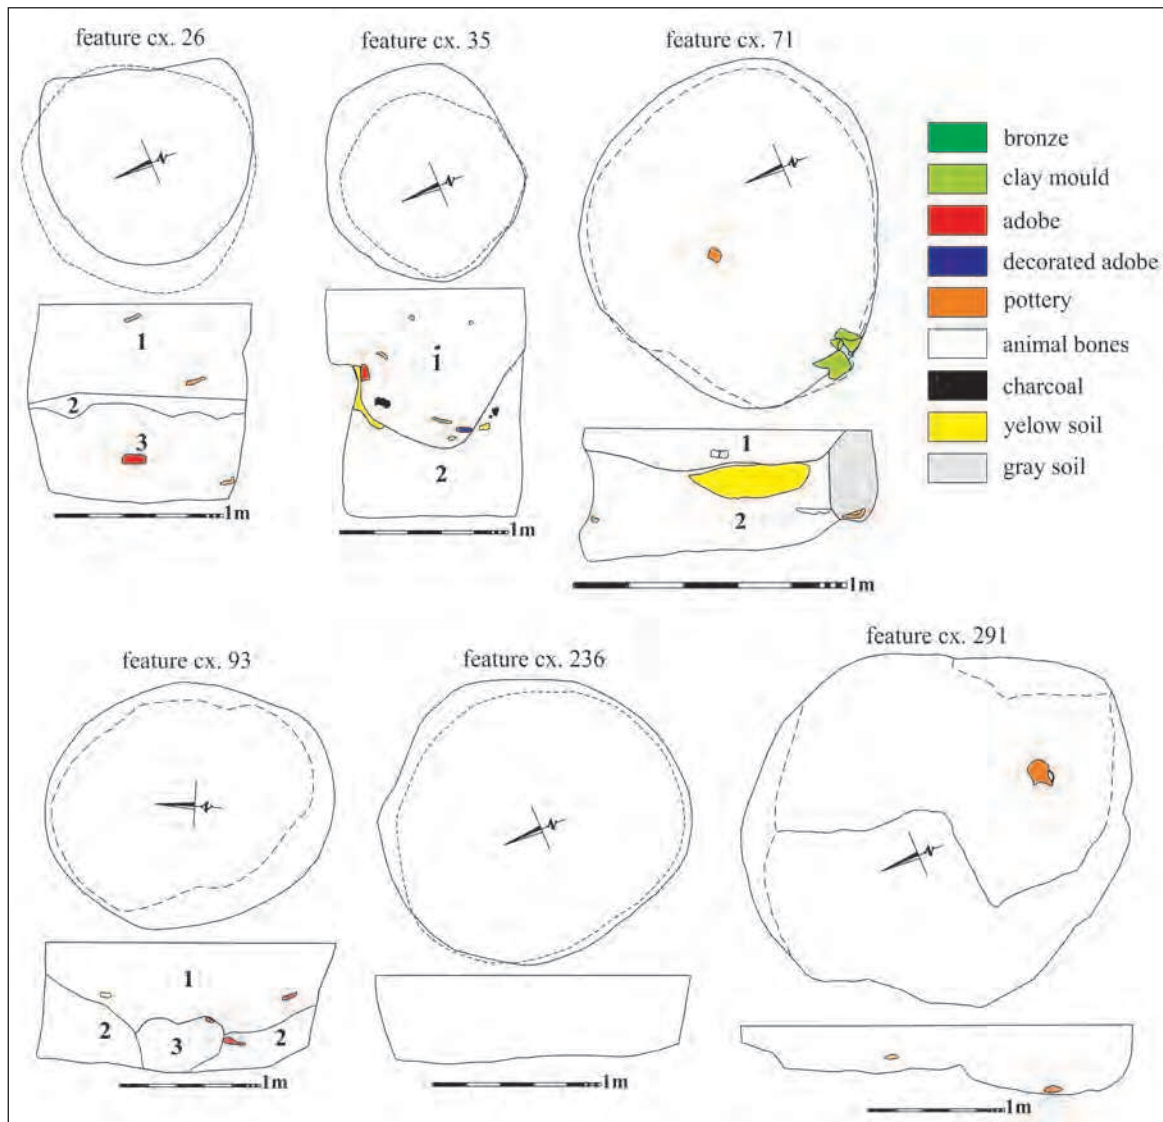 feature cx. 26
feature cx. 35
feature cx. 71
N
N
N
bronze
clay mould
adobe
decorated adobe
pottery
animal bones
charcoal
yelow soil
gray soil
1
2
3
1m
1
2
1m
1
2
1m
feature cx. 93
feature cx. 236
feature cx. 291
N
N
N
1
2
3
2
1m
1m
1m